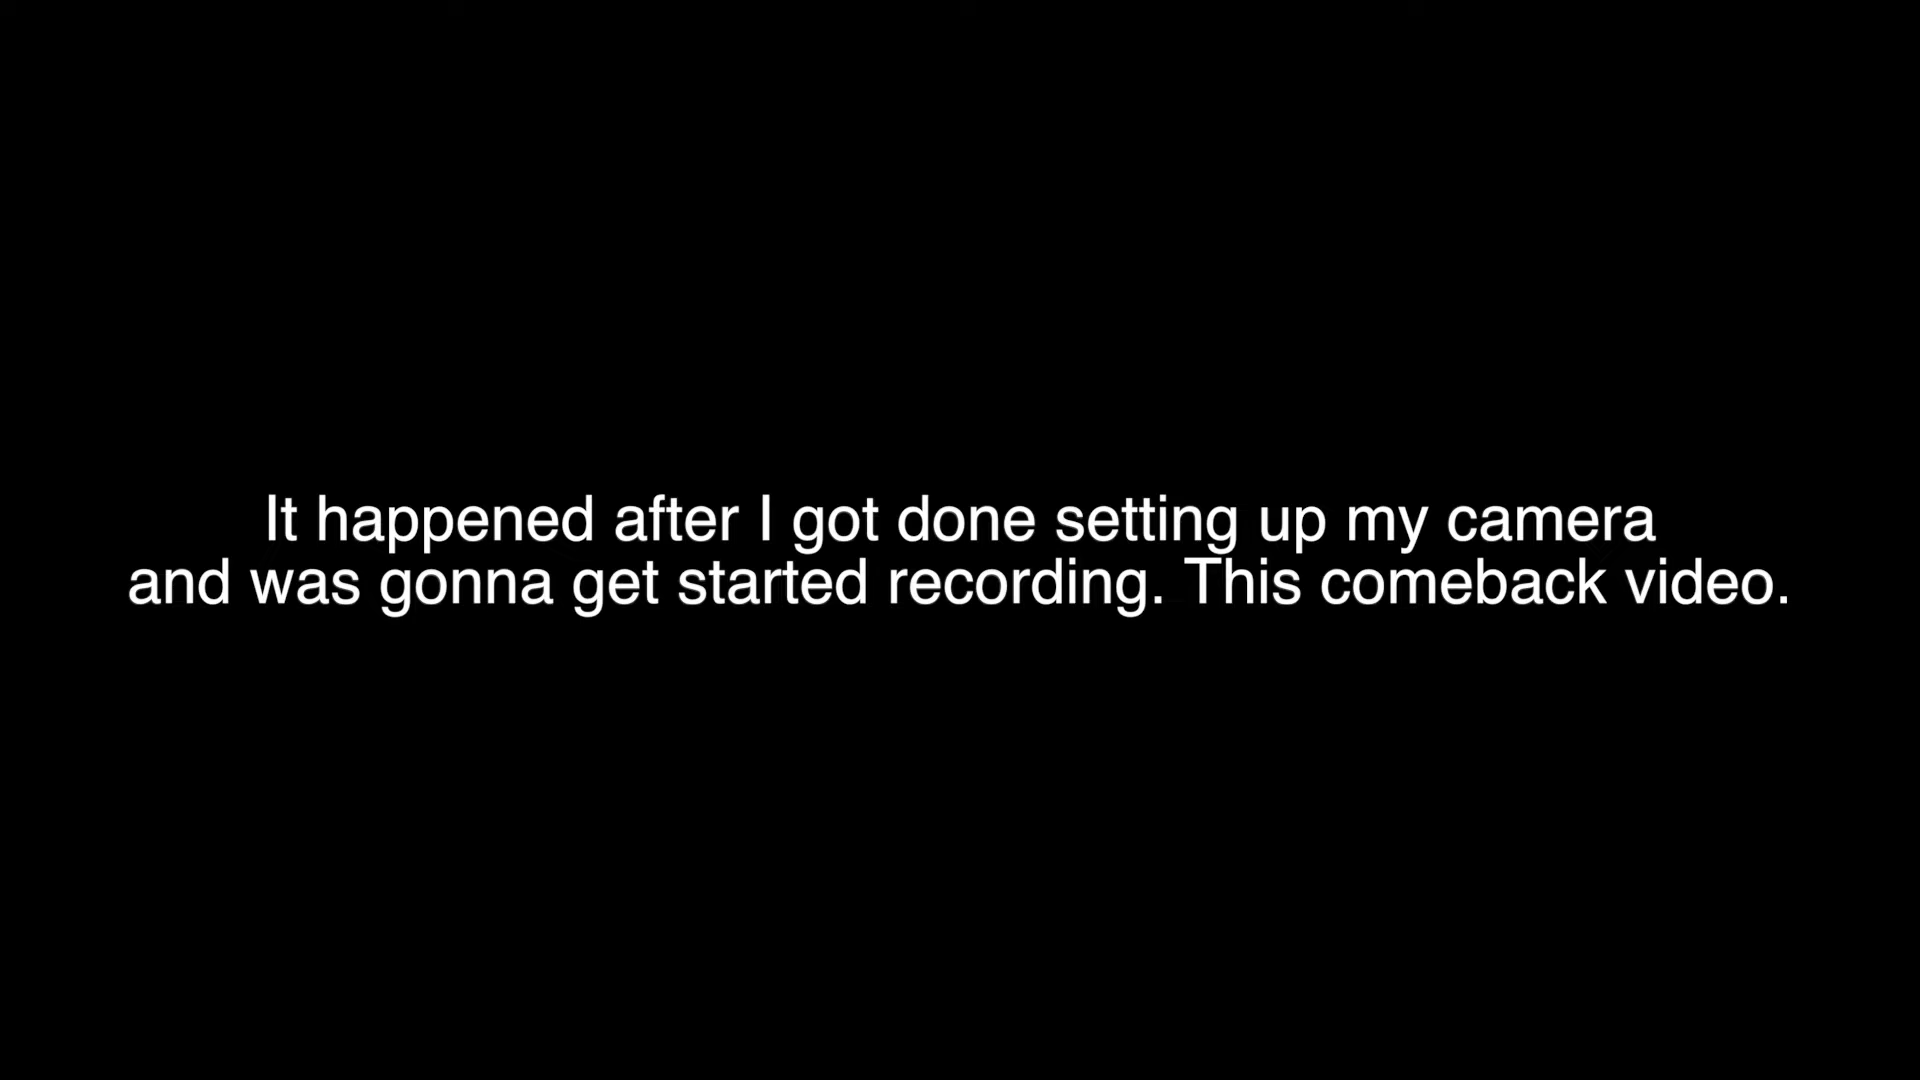 It happened after I got done setting up my camera
and was gonna get started recording. This comeback video.